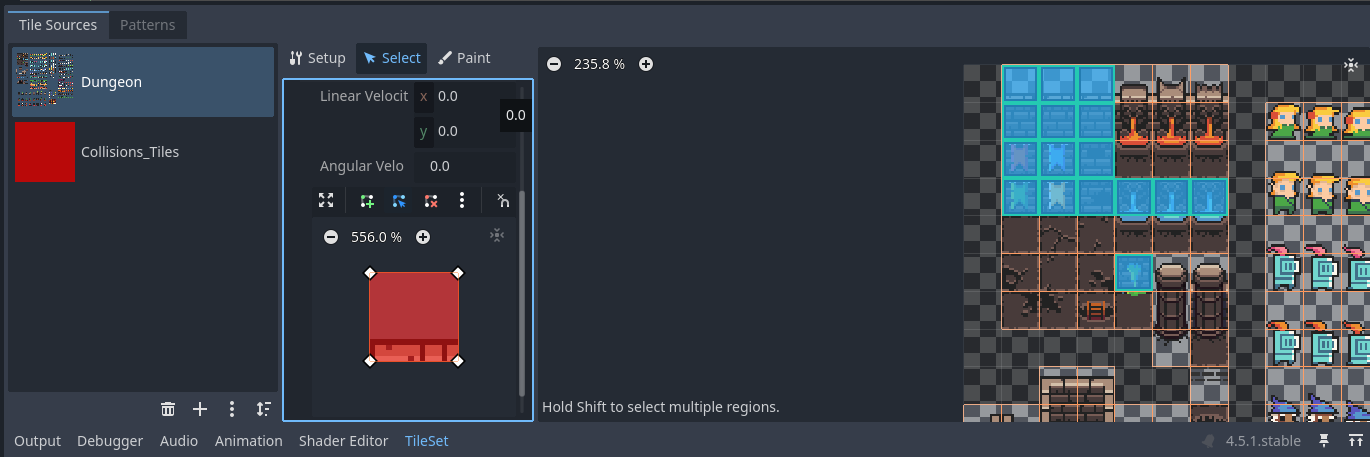 Tile Sources Patterns
Dungeon
Collisions_Tiles
Setup Select Paint
Linear Velocit x 0.0
0.0
y 0.0
Angular Velo 0.0
556.0 %
235.8 %
Hold Shift to select multiple regions.
Output Debugger Audio Animation Shader Editor TileSet 4.5.1.stable